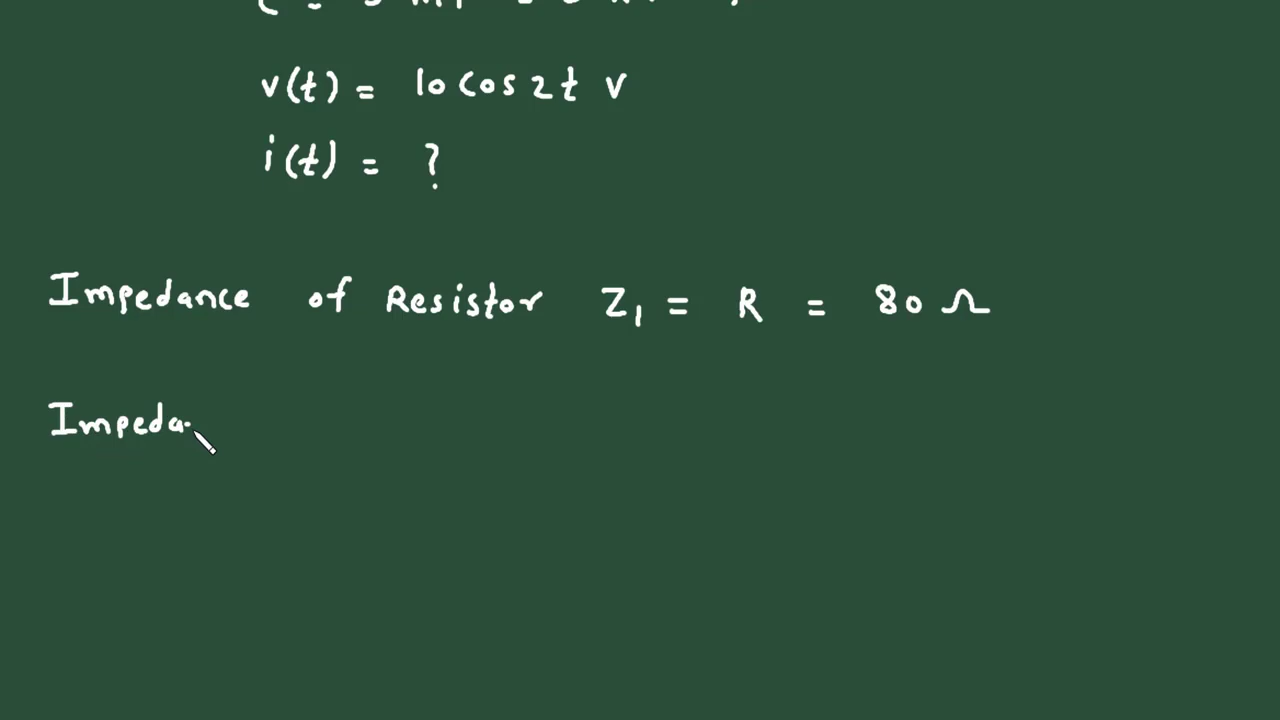 v(t) = 10 cos 2t v
i(t) = ?
Impedance of Resistor Z₁ = R = 80 Ω
Impeda